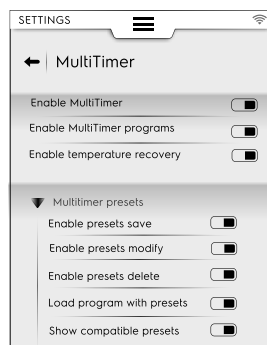 SETTINGS
MultiTimer
Enable MultiTimer
Enable MultiTimer programs
Enable temperature recovery
Multitimer presets
Enable presets save
Enable presets modify
Enable presets delete
Load program with presets
Show compatible presets